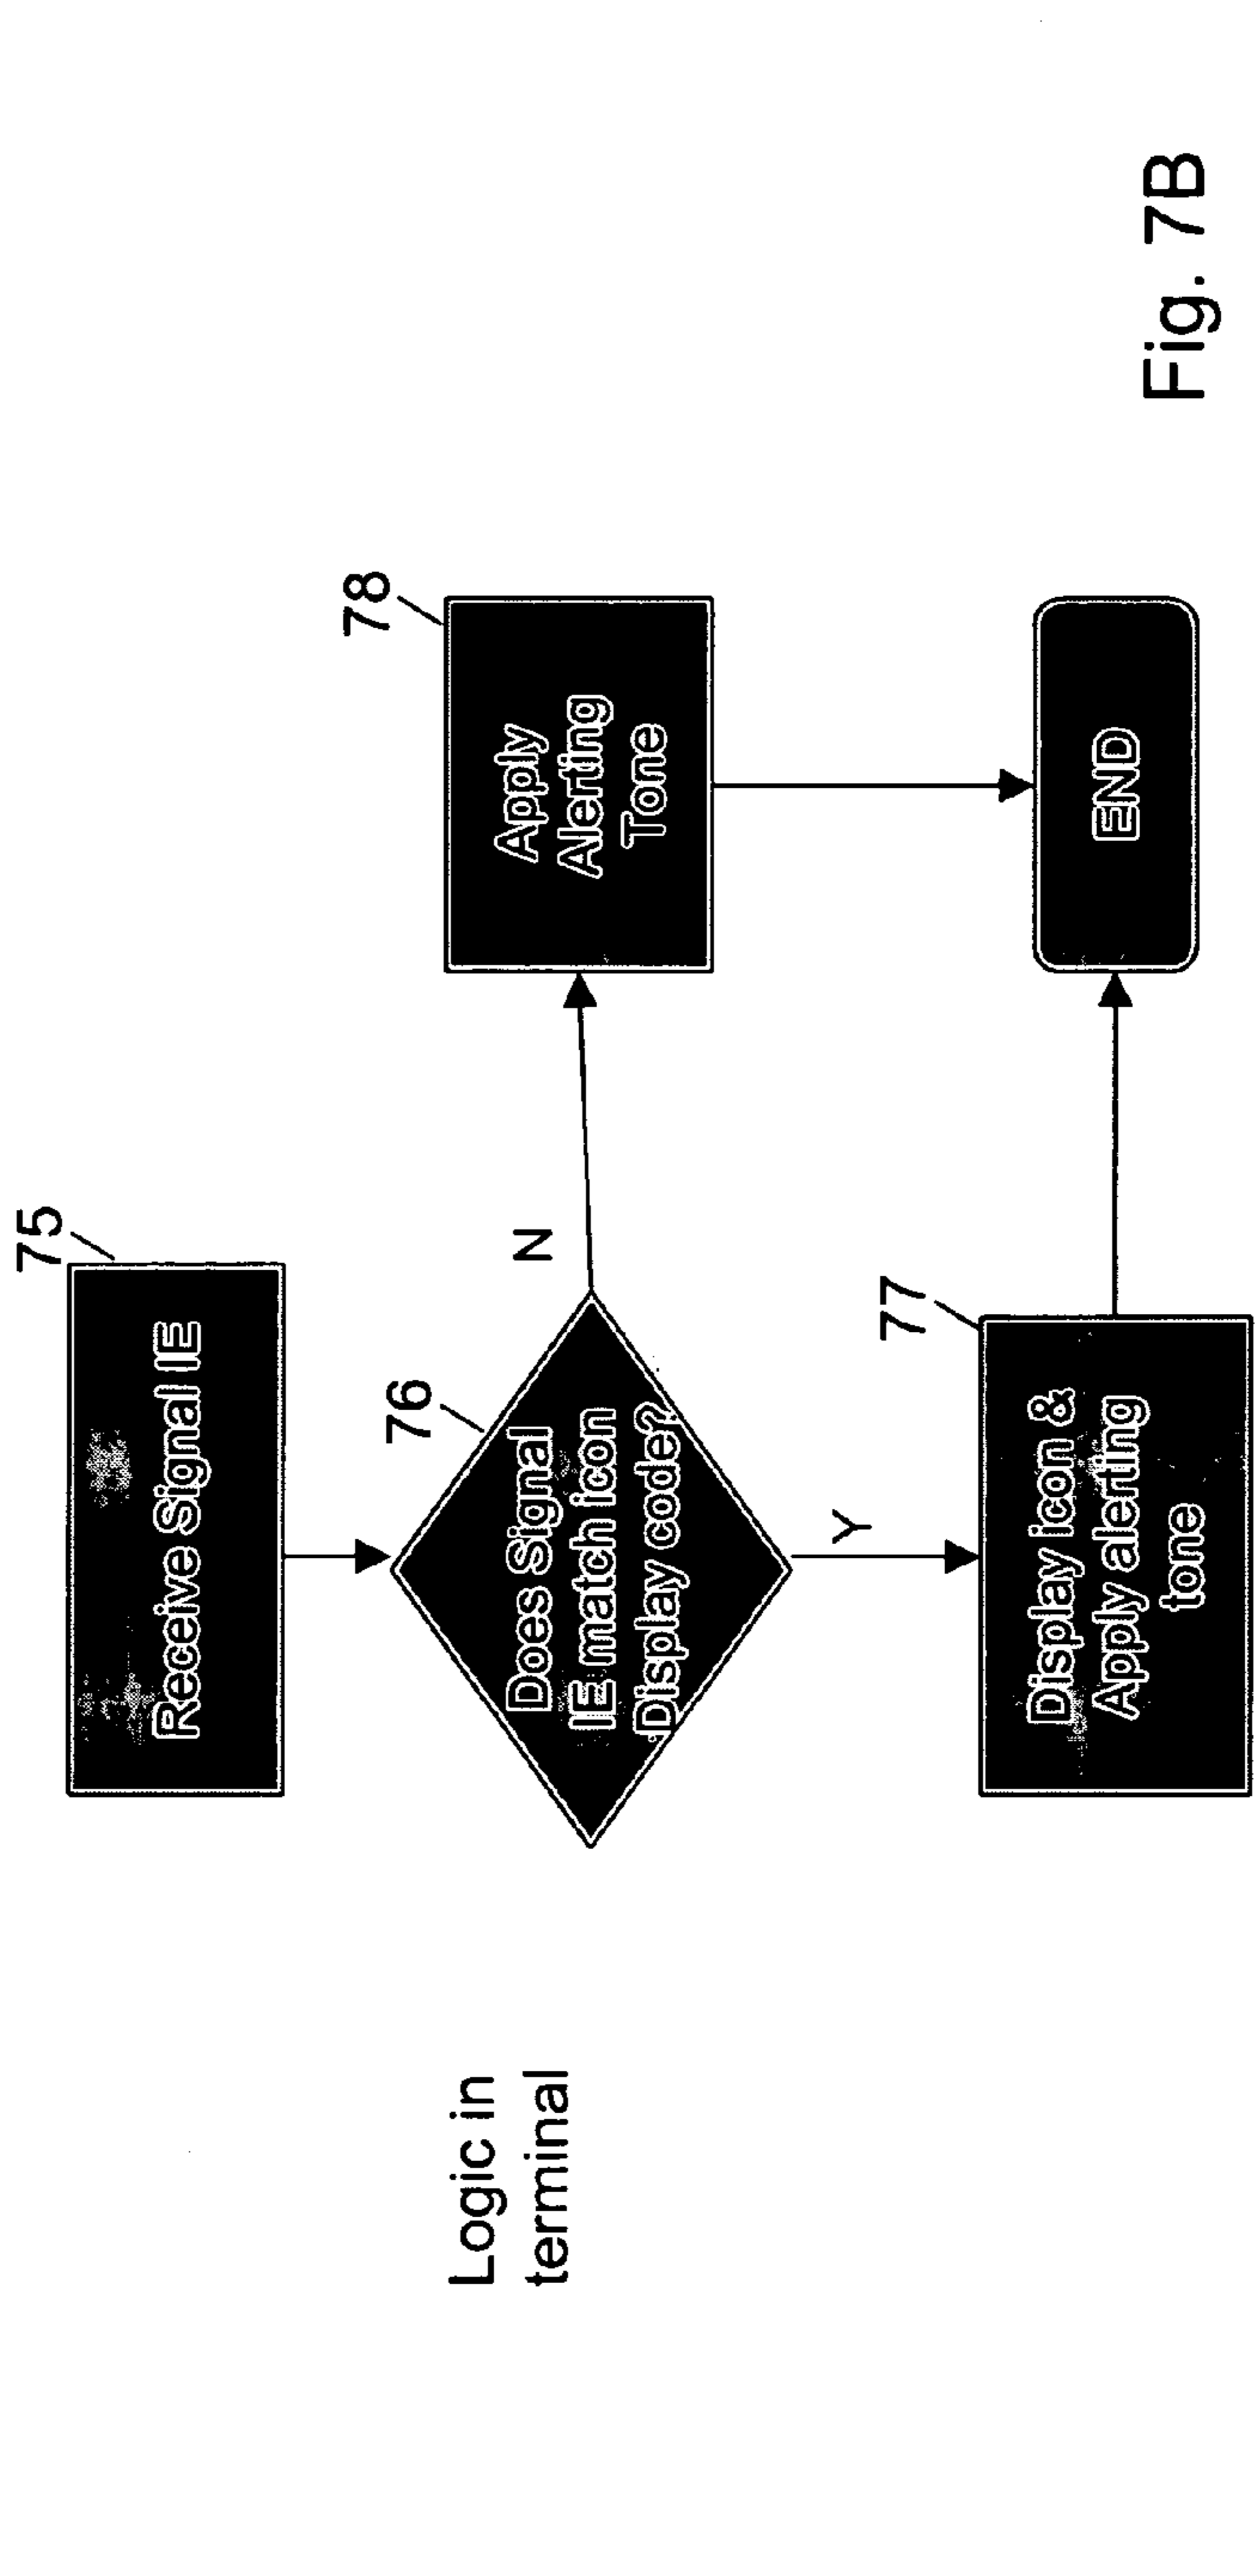 75
Receive Signal IE
Logic in
terminal
76
Does Signal
IE match icon
Display code?
N
78
Apply
Alerting
Tone
Y
77
Display icon &
Apply alerting
tone
END
Fig. 7B